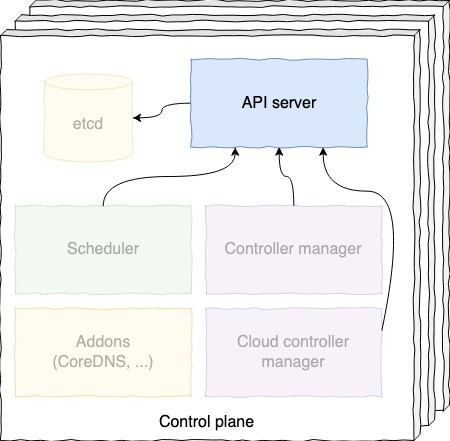 etcd
API server
Scheduler
Controller manager
Addons
(CoreDNS, ...)
Cloud controller
manager
Control plane